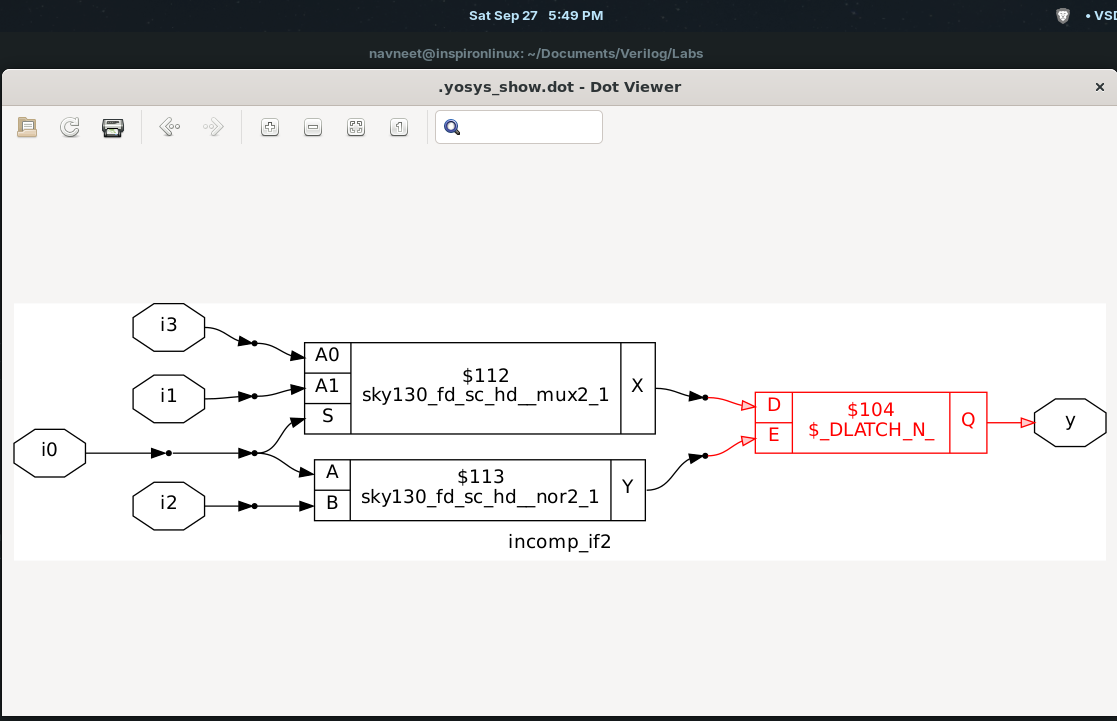 Sat Sep 27 5:49 PM
• VSD
navneet@inspironlinux: ~/Documents/Verilog/Labs
.yosys_show.dot - Dot Viewer
×
1
i3
i1
i0
i2
A0
A1
S
$112
sky130_fd_sc_hd__mux2_1
X
A
B
$113
sky130_fd_sc_hd__nor2_1
Y
D
E
$104
$_DLATCH_N_
Q
y
incomp_if2